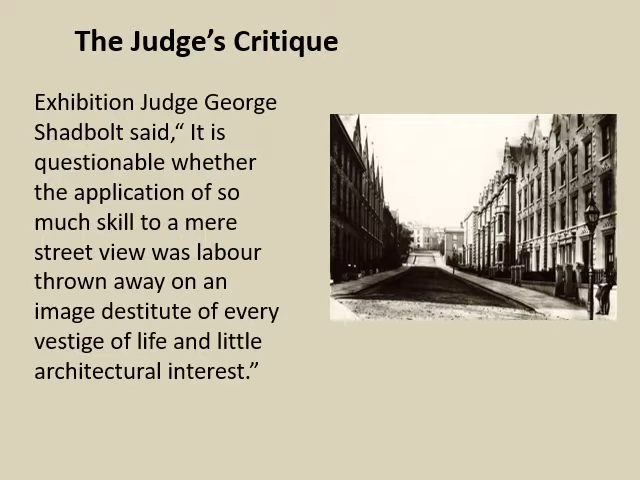 The Judge’s Critique
Exhibition Judge George
Shadbolt said,“ It is
questionable whether
the application of so
much skill to a mere
street view was labour
thrown away on an
image destitute of every
vestige of life and little
architectural interest.”